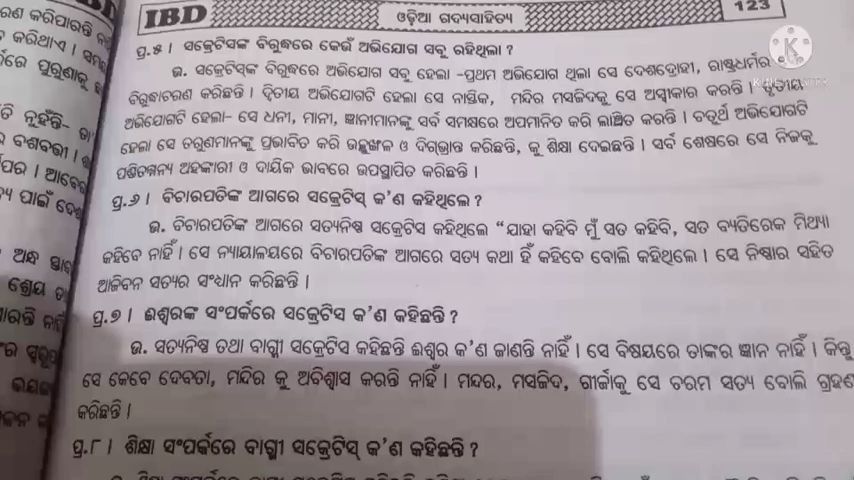 IBD ଓଡ଼ିଆ ଗଦ୍ୟସାହିତ୍ୟ 123
ପ୍ର.୫। ସକ୍ରେଟିସଙ୍କ ବିରୁଦ୍ଧରେ କେଉଁ ଅଭିଯୋଗ ସବୁ ରହିଥିଲା ?
ଉ. ସକ୍ରେଟିସ୍‌ଙ୍କ ବିରୁଦ୍ଧରେ ଅଭିଯୋଗ ସବୁ ହେଲା -ପ୍ରଥମ ଅଭିଯୋଗ ଥିଲା ସେ ଦେଶଦ୍ରୋହୀ, ରାଷ୍ଟ୍ରଧର୍ମର
ବିରୁଦ୍ଧାଚରଣ କରିଛନ୍ତି । ଦ୍ୱିତୀୟ ଅଭିଯୋଗଟି ହେଲା ସେ ନାସ୍ତିକ, ମନ୍ଦିର ମସଜିଦକୁ ସେ ଅସ୍ୱୀକାର କରନ୍ତି । ତୃତୀୟ
ଅଭିଯୋଗଟି ହେଲା- ସେ ଧନୀ, ମାନୀ, ଜ୍ଞାନୀମାନଙ୍କୁ ସର୍ବ ସମକ୍ଷରେ ଅପମାନିତ କରି ଲାଞ୍ଛିତ କରନ୍ତି । ଚତୁର୍ଥ ଅଭିଯୋଗଟି
ହେଲା ସେ ତରୁଣମାନଙ୍କୁ ପ୍ରଭାବିତ କରି ଉଚ୍ଛୃଙ୍ଖଳ ଓ ଦିଗ୍‌ଭ୍ରାନ୍ତ କରିଛନ୍ତି, କୁ ଶିକ୍ଷା ଦେଇଛନ୍ତି । ସର୍ବ ଶେଷରେ ସେ ନିଜକୁ
ପଣ୍ଡିତମ୍ମନ୍ୟ ଅହଙ୍କାରୀ ଓ ଦାୟିକ ଭାବରେ ଉପସ୍ଥାପିତ କରିଛନ୍ତି ।
ପ୍ର.୬। ବିଚାରପତିଙ୍କ ଆଗରେ ସକ୍ରେଟିସ୍ କ'ଣ କହିଥିଲେ ?
ଉ. ବିଚାରପତିଙ୍କ ଆଗରେ ସତ୍ୟନିଷ୍ଠ ସକ୍ରେଟିସ କହିଥିଲେ “ଯାହା କହିବି ମୁଁ ସତ କହିବି, ସତ ବ୍ୟତିରେକ ମିଥ୍ୟା
କହିବେ ନାହିଁ । ସେ ନ୍ୟାୟାଳୟରେ ବିଚାରପତିଙ୍କ ଆଗରେ ସତ୍ୟ କଥା ହିଁ କହିବେ ବୋଲି କହିଥିଲେ । ସେ ନିଷ୍ଠାର ସହିତ
ଆଜିବନ ସତ୍ୟର ସଂଧାନ କରିଛନ୍ତି ।
ପ୍ର.୭। ଈଶ୍ୱରଙ୍କ ସଂପର୍କରେ ସକ୍ରେଟିସ କ'ଣ କହିଛନ୍ତି ?
ଉ. ସତ୍ୟନିଷ୍ଠ ତଥା ବାଗ୍ମୀ ସକ୍ରେଟିସ କହିଛନ୍ତି ଈଶ୍ୱର କ'ଣ ଜାଣନ୍ତି ନାହିଁ । ସେ ବିଷୟରେ ତାଙ୍କର ଜ୍ଞାନ ନାହିଁ । କିନ୍ତୁ
ସେ କେବେ ଦେବତା, ମନ୍ଦିର କୁ ଅବିଶ୍ୱାସ କରନ୍ତି ନାହିଁ । ମନ୍ଦର, ମସଜିଦ, ଗୀର୍ଜାକୁ ସେ ଚରମ ସତ୍ୟ ବୋଲି ଗ୍ରହଣ
କରିଛନ୍ତି ।
ପ୍ର.୮। ଶିକ୍ଷା ସଂପର୍କରେ ବାଗ୍ମୀ ସକ୍ରେଟିସ୍ କ'ଣ କହିଛନ୍ତି ?